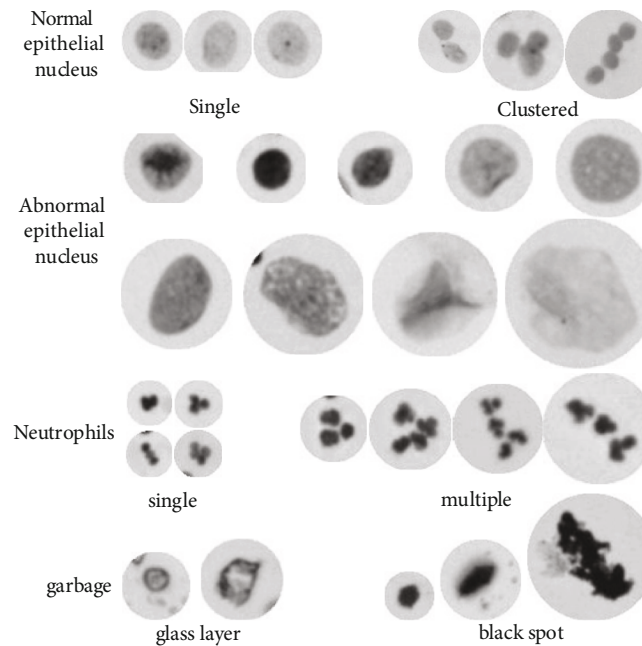 Normal
epithelial
nucleus
Single
Clustered
Abnormal
epithelial
nucleus
Neutrophils
single
multiple
garbage
glass layer
black spot